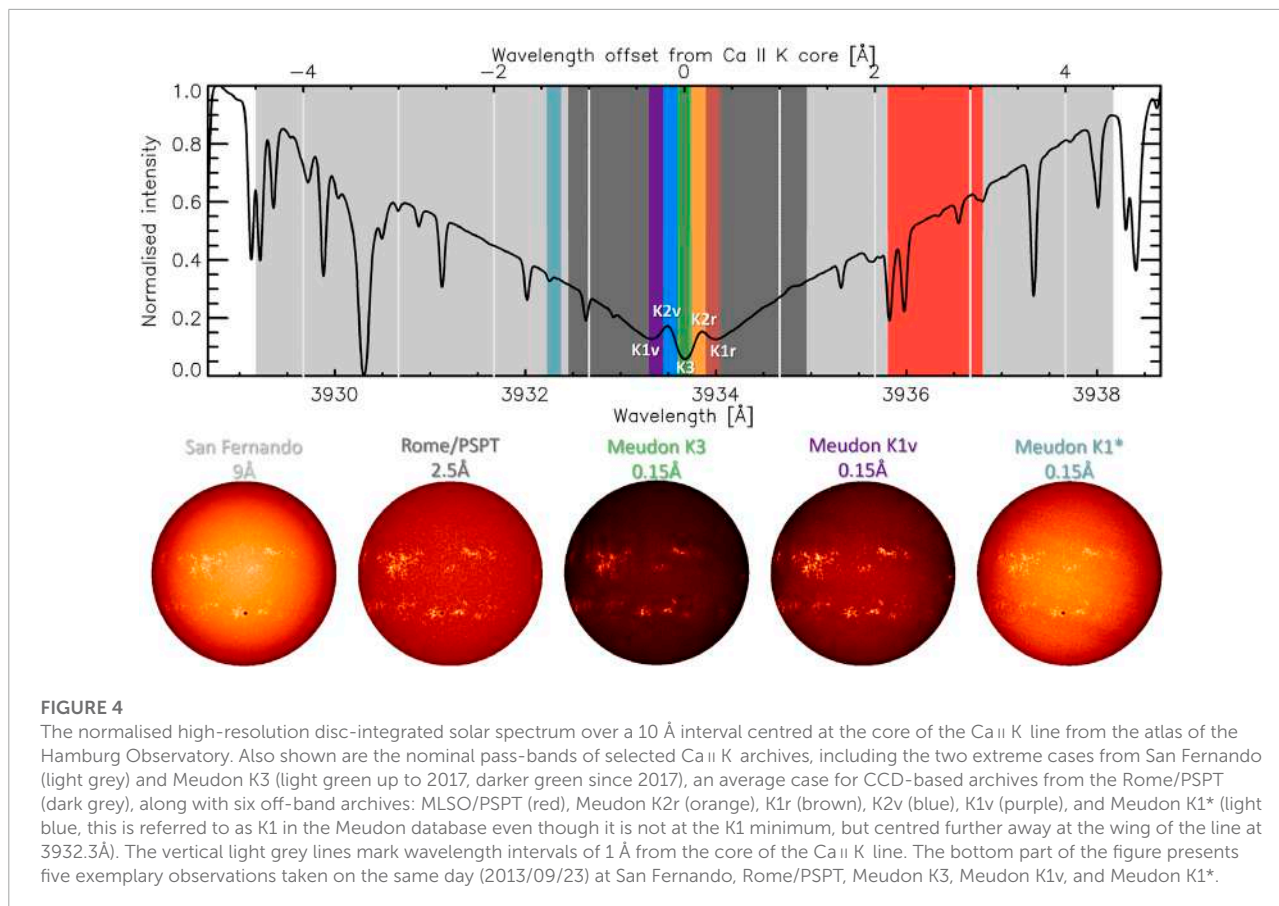 Wavelength offset from Ca II K core [Å]
−4 −2 0 2 4
Normalised intensity
1.0
0.8
0.6
0.4
0.2
0.0
K2v K2r
K1v K1r
K3
3930 3932 3934 3936 3938
Wavelength [Å]
San Fernando Rome/PSPT Meudon K3 Meudon K1v Meudon K1*
9Å 2.5Å 0.15Å 0.15Å 0.15Å
FIGURE 4
The normalised high-resolution disc-integrated solar spectrum over a 10 Å interval centred at the core of the Ca II K line from the atlas of the
Hamburg Observatory. Also shown are the nominal pass-bands of selected Ca II K archives, including the two extreme cases from San Fernando
(light grey) and Meudon K3 (light green up to 2017, darker green since 2017), an average case for CCD-based archives from the Rome/PSPT
(dark grey), along with six off-band archives: MLSO/PSPT (red), Meudon K2r (orange), K1r (brown), K2v (blue), K1v (purple), and Meudon K1* (light
blue, this is referred to as K1 in the Meudon database even though it is not at the K1 minimum, but centred further away at the wing of the line at
3932.3Å). The vertical light grey lines mark wavelength intervals of 1 Å from the core of the Ca II K line. The bottom part of the figure presents
five exemplary observations taken on the same day (2013/09/23) at San Fernando, Rome/PSPT, Meudon K3, Meudon K1v, and Meudon K1*.